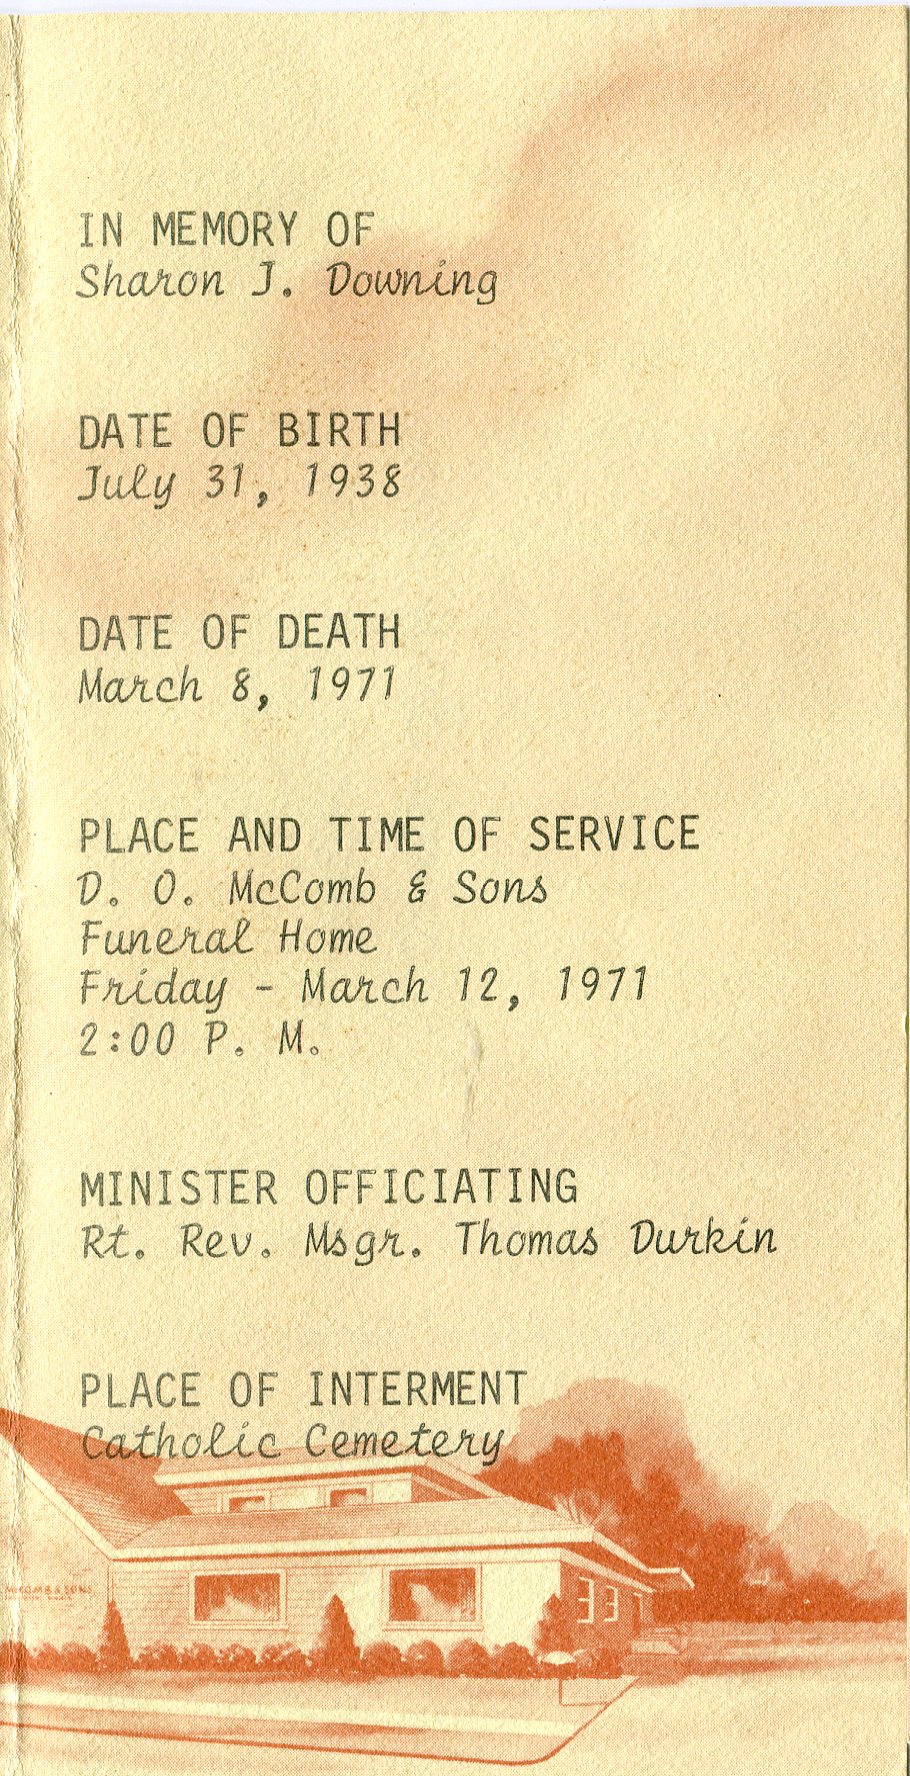 IN MEMORY OF
Sharon J. Downing
DATE OF BIRTH
July 31, 1938
DATE OF DEATH
March 8, 1971
PLACE AND TIME OF SERVICE
D. O. McComb & Sons
Funeral Home
Friday - March 12, 1971
2:00 P. M.
MINISTER OFFICIATING
Rt. Rev. Msgr. Thomas Durkin
PLACE OF INTERMENT
Catholic Cemetery
McCOMB & SONS